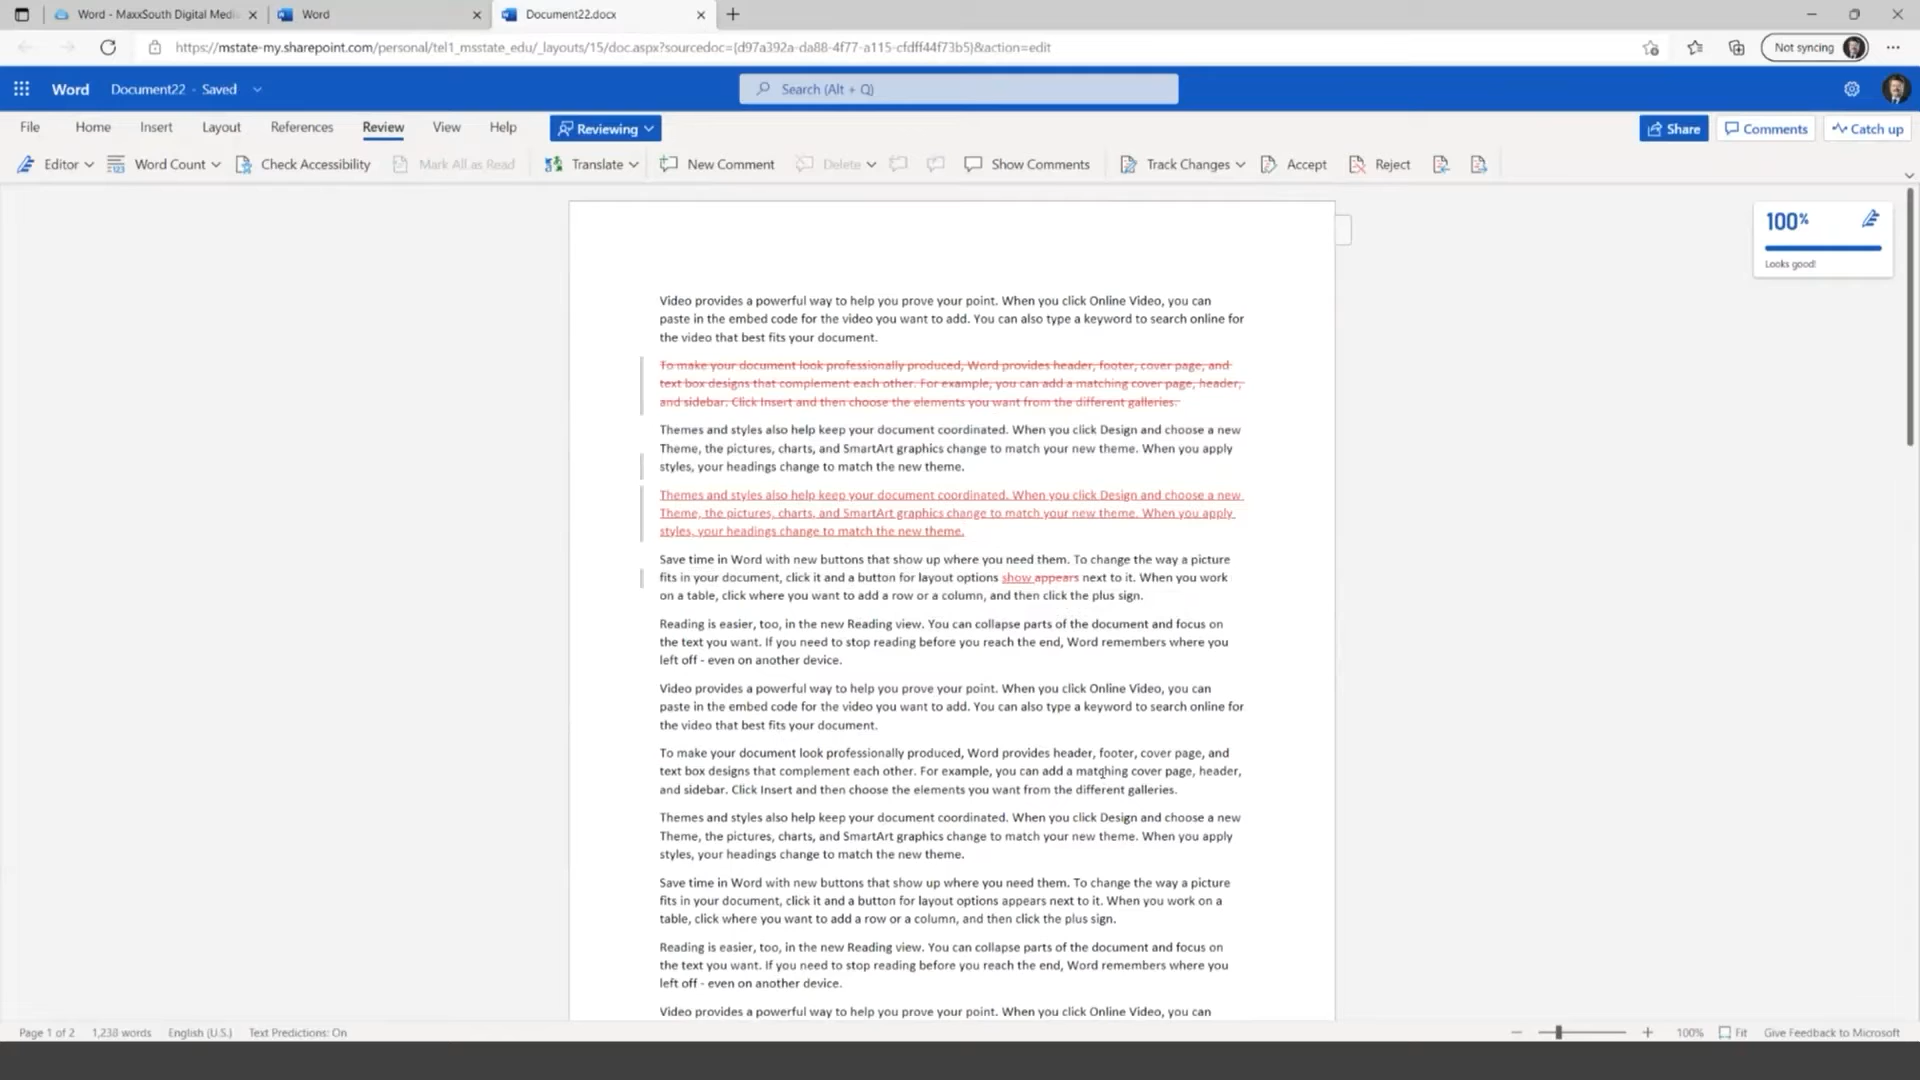 Word - MaxxSouth Digital Medi
Word
Document22.docx
https://mstate-my.sharepoint.com/personal/tel1_msstate_edu/_layouts/15/doc.aspx?sourcedoc={d97a392a-da88-4f77-a115-cfdff44f73b5}&action=edit
Not syncing
Word
Document22 - Saved
Search (Alt + Q)
File
Home
Insert
Layout
References
Review
View
Help
Reviewing
Share
Comments
Catch up
Editor
Word Count
Check Accessibility
Mark All as Read
Translate
New Comment
Delete
Show Comments
Track Changes
Accept
Reject
100%
Looks good!
Video provides a powerful way to help you prove your point. When you click Online Video, you can
paste in the embed code for the video you want to add. You can also type a keyword to search online for
the video that best fits your document.
To make your document look professionally produced, Word provides header, footer, cover page, and
text box designs that complement each other. For example, you can add a matching cover page, header,
and sidebar. Click Insert and then choose the elements you want from the different galleries.
Themes and styles also help keep your document coordinated. When you click Design and choose a new
Theme, the pictures, charts, and SmartArt graphics change to match your new theme. When you apply
styles, your headings change to match the new theme.
Themes and styles also help keep your document coordinated. When you click Design and choose a new
Theme, the pictures, charts, and SmartArt graphics change to match your new theme. When you apply
styles, your headings change to match the new theme.
Save time in Word with new buttons that show up where you need them. To change the way a picture
fits in your document, click it and a button for layout options show appears next to it. When you work
on a table, click where you want to add a row or a column, and then click the plus sign.
Reading is easier, too, in the new Reading view. You can collapse parts of the document and focus on
the text you want. If you need to stop reading before you reach the end, Word remembers where you
left off - even on another device.
Video provides a powerful way to help you prove your point. When you click Online Video, you can
paste in the embed code for the video you want to add. You can also type a keyword to search online for
the video that best fits your document.
To make your document look professionally produced, Word provides header, footer, cover page, and
text box designs that complement each other. For example, you can add a matching cover page, header,
and sidebar. Click Insert and then choose the elements you want from the different galleries.
Themes and styles also help keep your document coordinated. When you click Design and choose a new
Theme, the pictures, charts, and SmartArt graphics change to match your new theme. When you apply
styles, your headings change to match the new theme.
Save time in Word with new buttons that show up where you need them. To change the way a picture
fits in your document, click it and a button for layout options appears next to it. When you work on a
table, click where you want to add a row or a column, and then click the plus sign.
Reading is easier, too, in the new Reading view. You can collapse parts of the document and focus on
the text you want. If you need to stop reading before you reach the end, Word remembers where you
left off - even on another device.
Video provides a powerful way to help you prove your point. When you click Online Video, you can
Page 1 of 2
1,238 words
English (U.S.)
Text Predictions: On
100%
Fit
Give Feedback to Microsoft